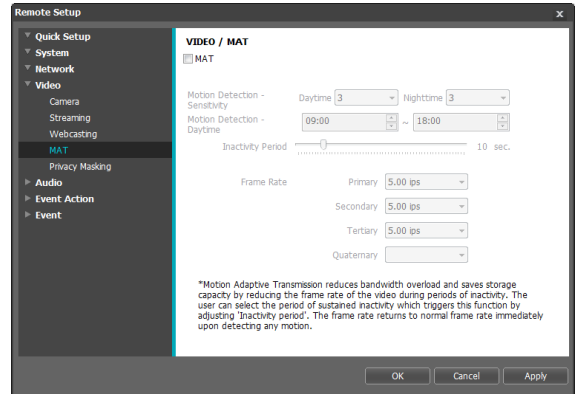 Remote Setup
x
Quick Setup
System
Network
Video
Camera
Streaming
Webcasting
MAT
Privacy Masking
Audio
Event Action
Event
VIDEO / MAT
MAT
Motion Detection -
Sensitivity
Daytime 3 Nighttime 3
Motion Detection -
Daytime
09:00 ~ 18:00
Inactivity Period 10 sec.
Frame Rate Primary 5.00 ips
Secondary 5.00 ips
Tertiary 5.00 ips
Quaternary
*Motion Adaptive Transmission reduces bandwidth overload and saves storage
capacity by reducing the frame rate of the video during periods of inactivity. The
user can select the period of sustained inactivity which triggers this function by
adjusting 'Inactivity period'. The frame rate returns to normal frame rate immediately
upon detecting any motion.
OK Cancel Apply